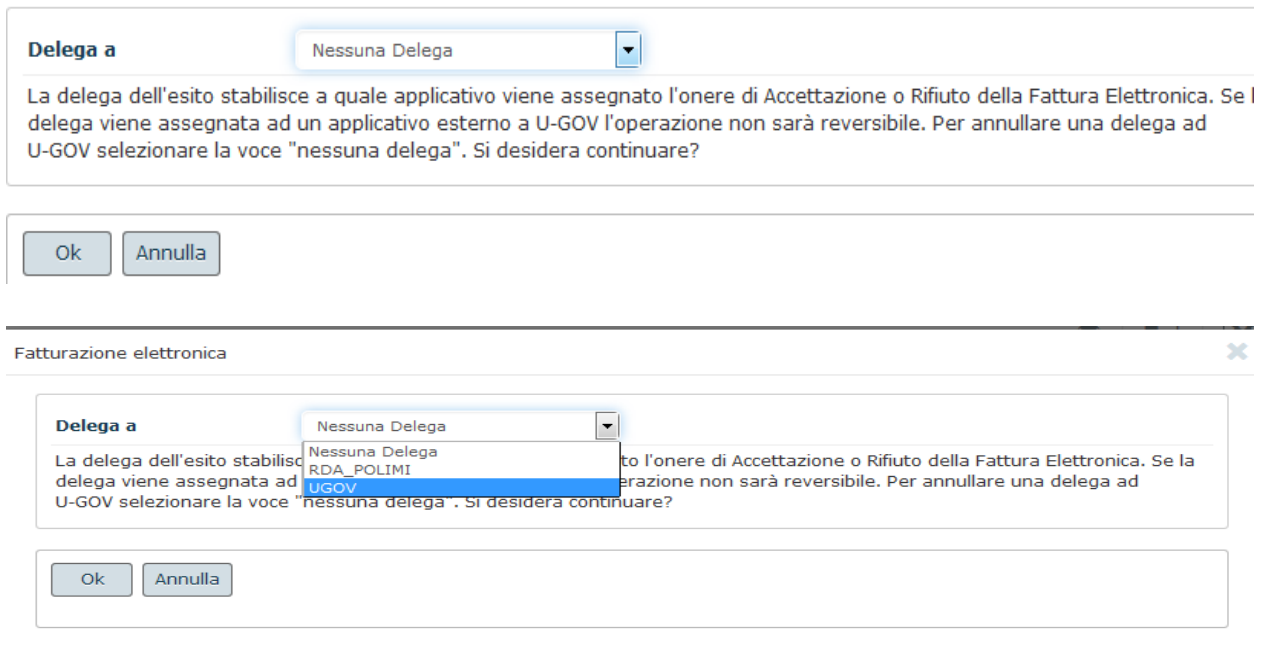 Delega a Nessuna Delega
La delega dell'esito stabilisce a quale applicativo viene assegnato l'onere di Accettazione o Rifiuto della Fattura Elettronica. Se
delega viene assegnata ad un applicativo esterno a U-GOV l'operazione non sarà reversibile. Per annullare una delega ad
U-GOV selezionare la voce "nessuna delega". Si desidera continuare?
Ok Annulla
Fatturazione elettronica
Delega a Nessuna Delega
Nessuna Delega
RDA_POLIMI
UGOV
La delega dell'esito stabilisc to l'onere di Accettazione o Rifiuto della Fattura Elettronica. Se la
delega viene assegnata ad erazione non sarà reversibile. Per annullare una delega ad
U-GOV selezionare la voce "nessuna delega". Si desidera continuare?
Ok Annulla